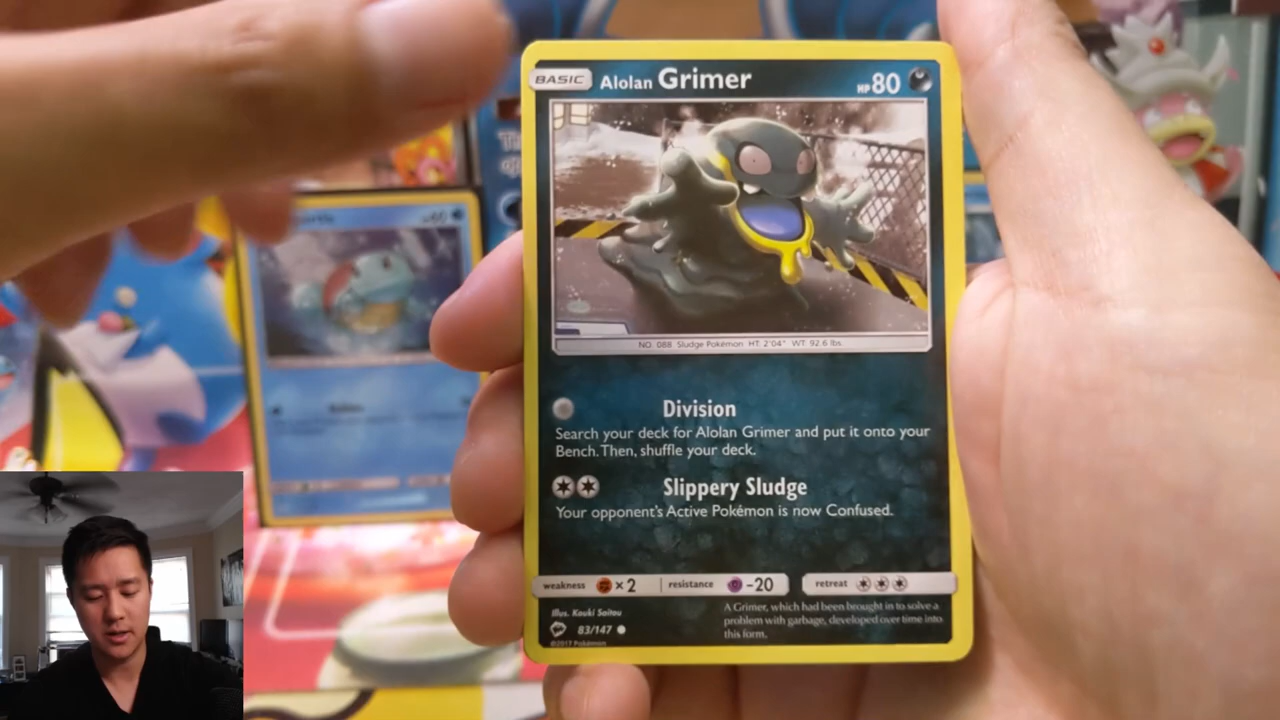 BASIC Alolan Grimer HP 80
NO. 088 Sludge Pokémon HT: 2'04" WT: 92.6 lbs.
Division
Search your deck for Alolan Grimer and put it onto your
Bench. Then, shuffle your deck.
Slippery Sludge
Your opponent's Active Pokémon is now Confused.
weakness ×2 resistance -20 retreat
Illus. Kouki Saitou
83/147
©2017 Pokémon
A Grimer, which had been brought in to solve a
problem with garbage, developed over time into
this form.